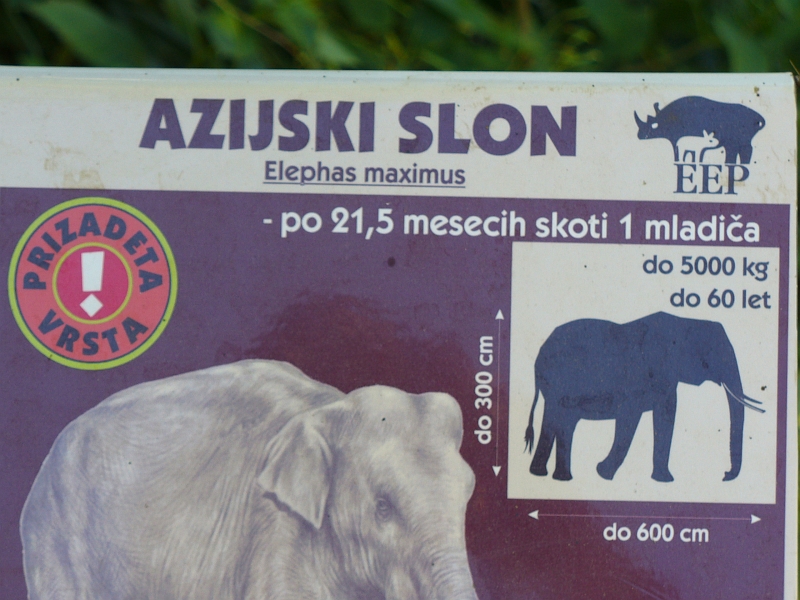 AZIJSKI SLON
Elephas maximus
EEP
- po 21,5 mesecih skoti 1 mladiča
PRIZADETA
!
VRSTA
do 5000 kg
do 60 let
do 300 cm
do 600 cm